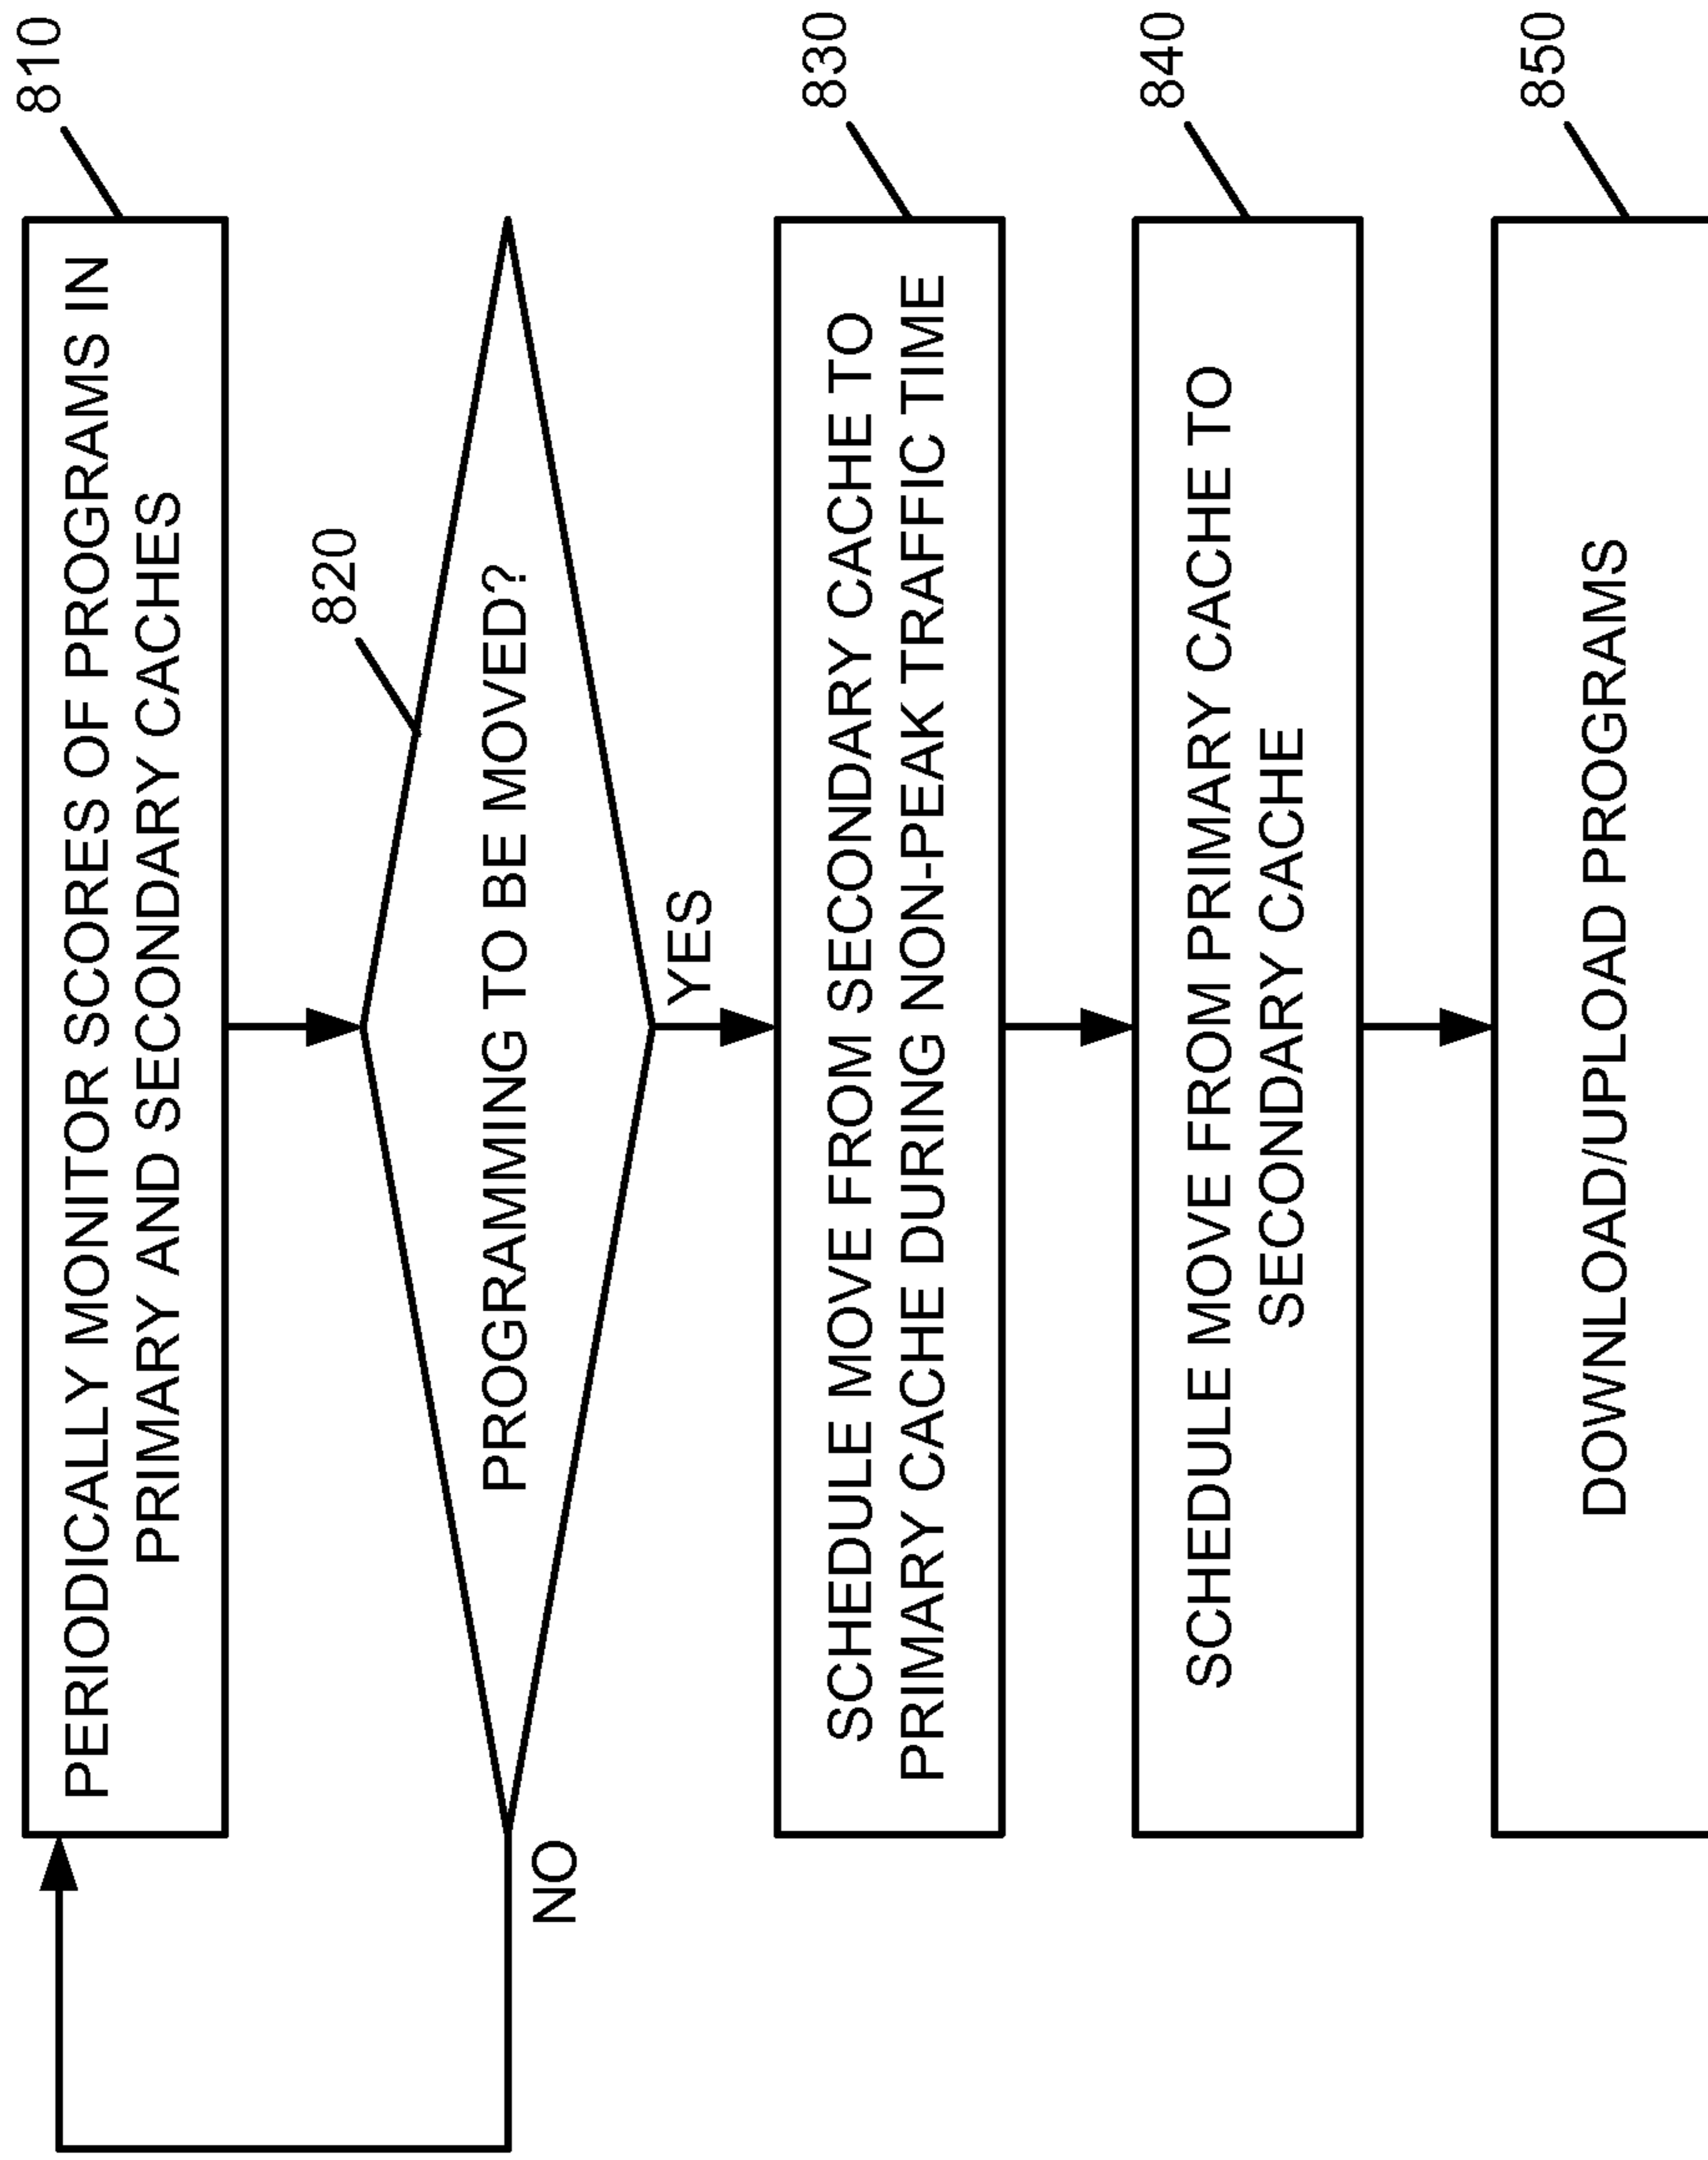 810
PERIODICALLY MONITOR SCORES OF PROGRAMS IN
PRIMARY AND SECONDARY CACHES
820
PROGRAMMING TO BE MOVED?
NO
YES
830
SCHEDULE MOVE FROM SECONDARY CACHE TO
PRIMARY CACHE DURING NON-PEAK TRAFFIC TIME
840
SCHEDULE MOVE FROM PRIMARY CACHE TO
SECONDARY CACHE
850
DOWNLOAD/UPLOAD PROGRAMS